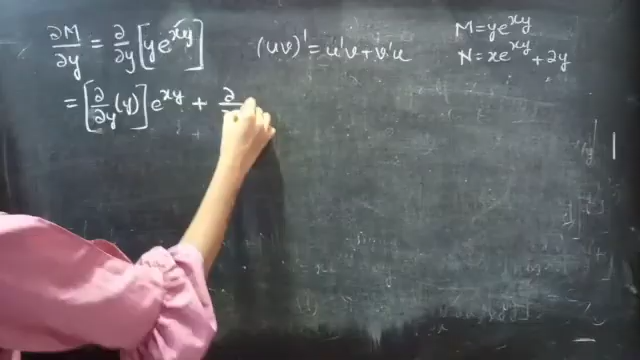 ∂M/∂y = ∂/∂y [ye^{xy}]
(uv)' = u'v + v'u
M = ye^{xy}
N = xe^{xy} + 2y
= [∂/∂y (y)] e^{xy} + ∂